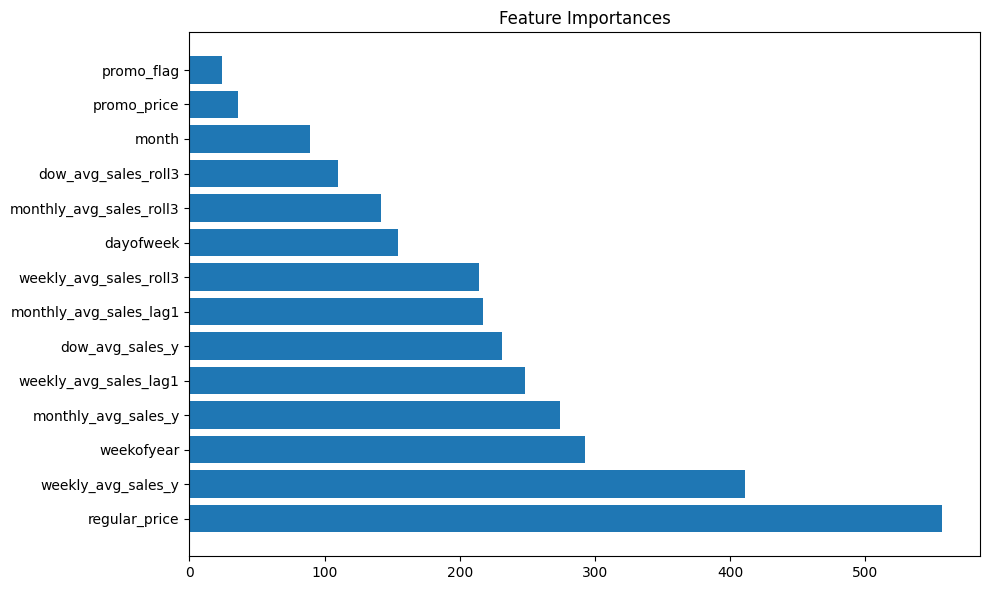 Feature Importances
promo_flag
promo_price
month
dow_avg_sales_roll3
monthly_avg_sales_roll3
dayofweek
weekly_avg_sales_roll3
monthly_avg_sales_lag1
dow_avg_sales_y
weekly_avg_sales_lag1
monthly_avg_sales_y
weekofyear
weekly_avg_sales_y
regular_price
0 100 200 300 400 500